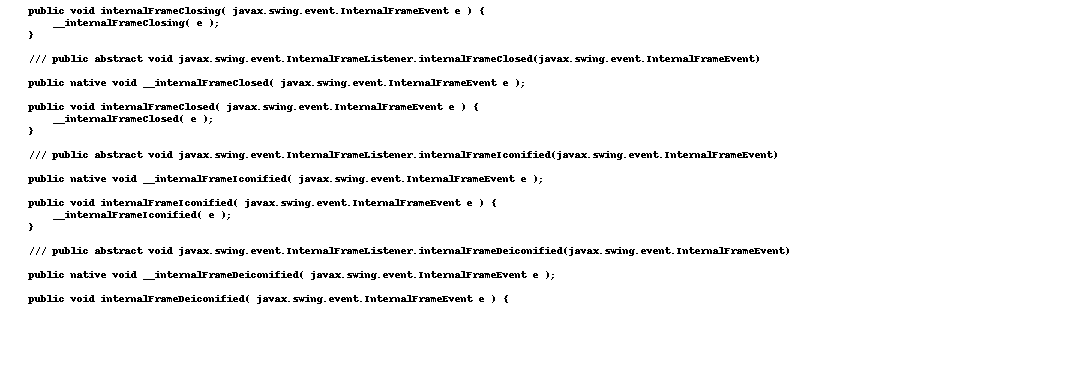 public void internalFrameClosing( javax.swing.event.InternalFrameEvent e ) {
__internalFrameClosing( e );
}
/// public abstract void javax.swing.event.InternalFrameListener.internalFrameClosed(javax.swing.event.InternalFrameEvent)
public native void __internalFrameClosed( javax.swing.event.InternalFrameEvent e );
public void internalFrameClosed( javax.swing.event.InternalFrameEvent e ) {
__internalFrameClosed( e );
}
/// public abstract void javax.swing.event.InternalFrameListener.internalFrameIconified(javax.swing.event.InternalFrameEvent)
public native void __internalFrameIconified( javax.swing.event.InternalFrameEvent e );
public void internalFrameIconified( javax.swing.event.InternalFrameEvent e ) {
__internalFrameIconified( e );
}
/// public abstract void javax.swing.event.InternalFrameListener.internalFrameDeiconified(javax.swing.event.InternalFrameEvent)
public native void __internalFrameDeiconified( javax.swing.event.InternalFrameEvent e );
public void internalFrameDeiconified( javax.swing.event.InternalFrameEvent e ) {